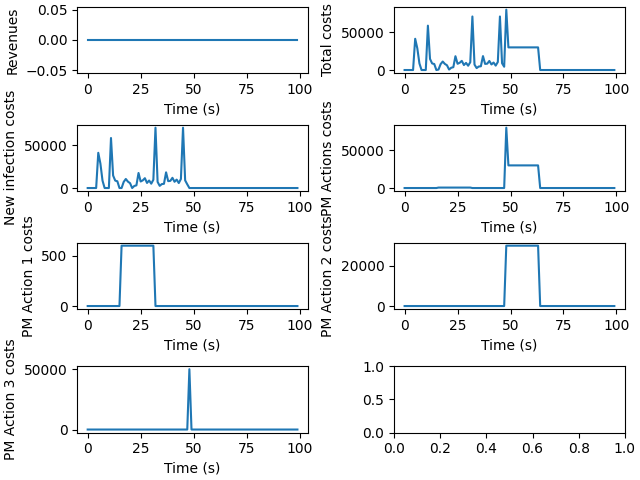 Revenues
0.05
0.00
−0.05
0 25 50 75 100
Time (s)
Total costs
50000
0
0 25 50 75 100
Time (s)
New infection costs
50000
0
0 25 50 75 100
Time (s)
PM Actions costs
50000
0
0 25 50 75 100
Time (s)
PM Action 1 costs
500
0
0 25 50 75 100
Time (s)
PM Action 2 costs
20000
0
0 25 50 75 100
Time (s)
PM Action 3 costs
50000
0
0 25 50 75 100
Time (s)
1.0
0.5
0.0
0.0 0.2 0.4 0.6 0.8 1.0